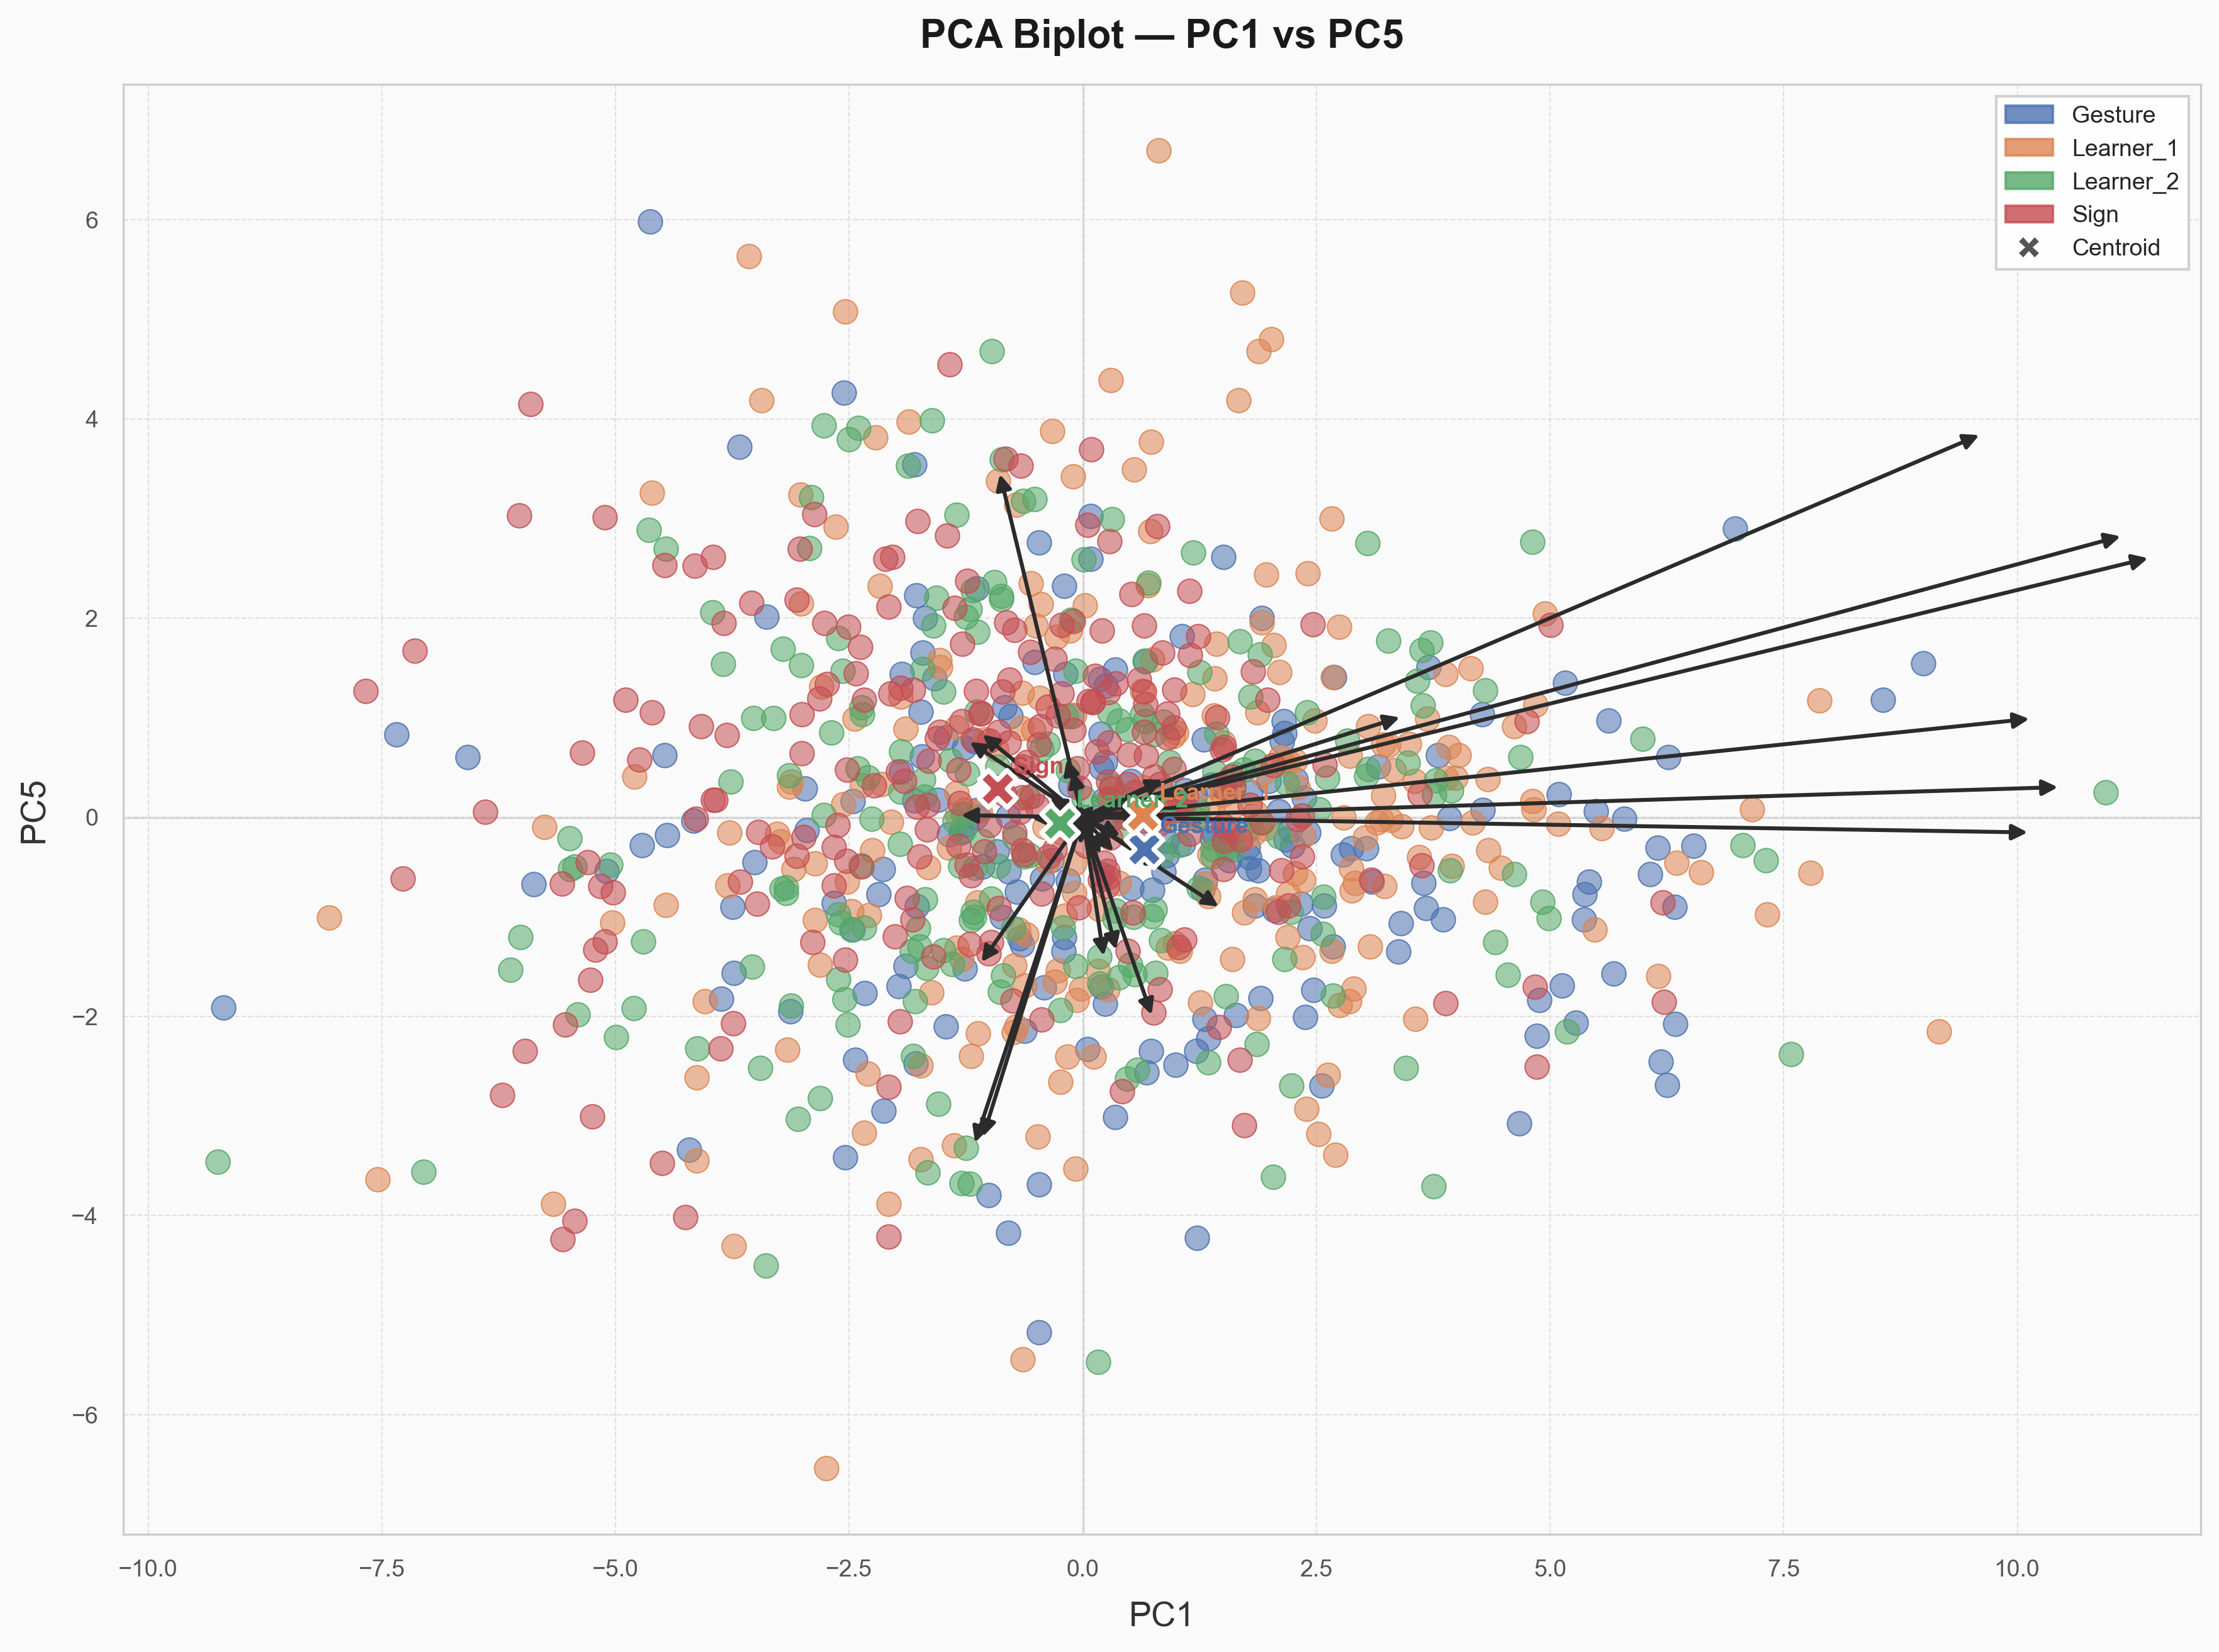 PCA Biplot — PC1 vs PC5
Gesture
Learner_1
Learner_2
Sign
Centroid
6
4
2
0
−2
−4
−6
PC5
Sign
Learner_1
Learner_2
Gesture
−10.0
−7.5
−5.0
−2.5
0.0
2.5
5.0
7.5
10.0
PC1